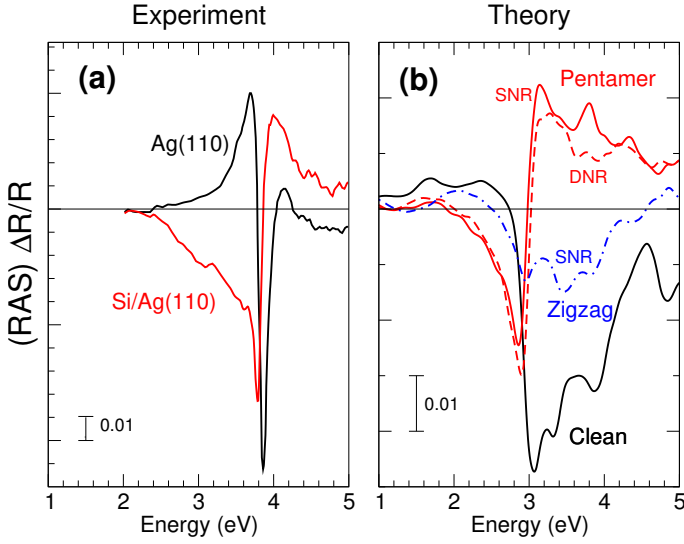 Experiment
Theory
(RAS) ΔR/R
(a)
Ag(110)
Si/Ag(110)
0.01
1 2 3 4 5
Energy (eV)
(b)
SNR
Pentamer
DNR
SNR
Zigzag
0.01
Clean
1 2 3 4 5
Energy (eV)